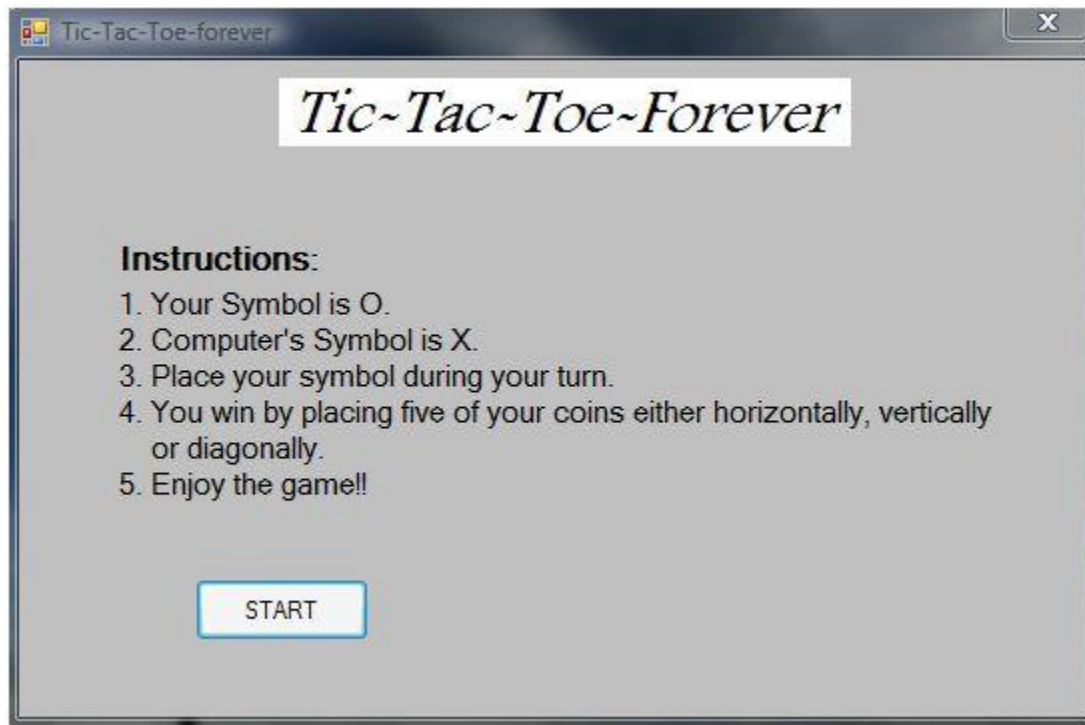 Tic-Tac-Toe-forever
X
Tic~Tac~Toe~Forever
Instructions:
1. Your Symbol is O.
2. Computer's Symbol is X.
3. Place your symbol during your turn.
4. You win by placing five of your coins either horizontally, vertically
or diagonally.
5. Enjoy the game!!
START